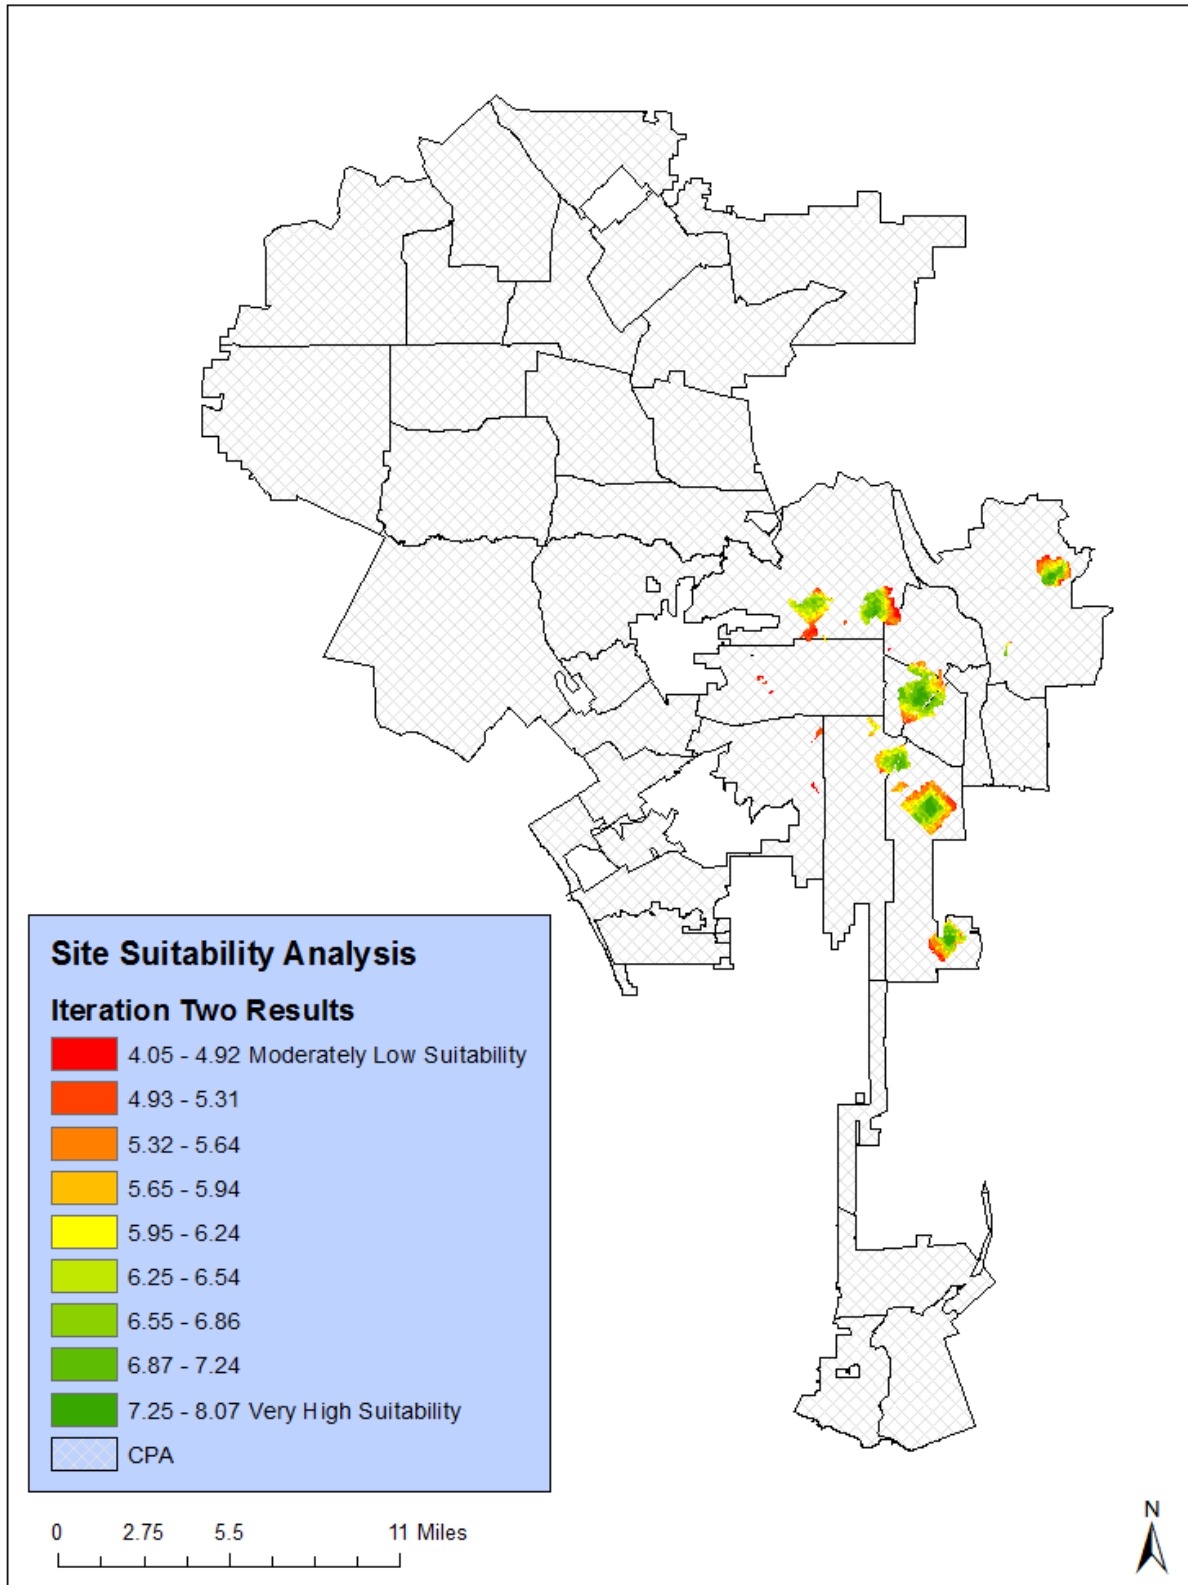 Site Suitability Analysis
Iteration Two Results
4.05 - 4.92 Moderately Low Suitability
4.93 - 5.31
5.32 - 5.64
5.65 - 5.94
5.95 - 6.24
6.25 - 6.54
6.55 - 6.86
6.87 - 7.24
7.25 - 8.07 Very High Suitability
CPA
0 2.75 5.5 11 Miles
N